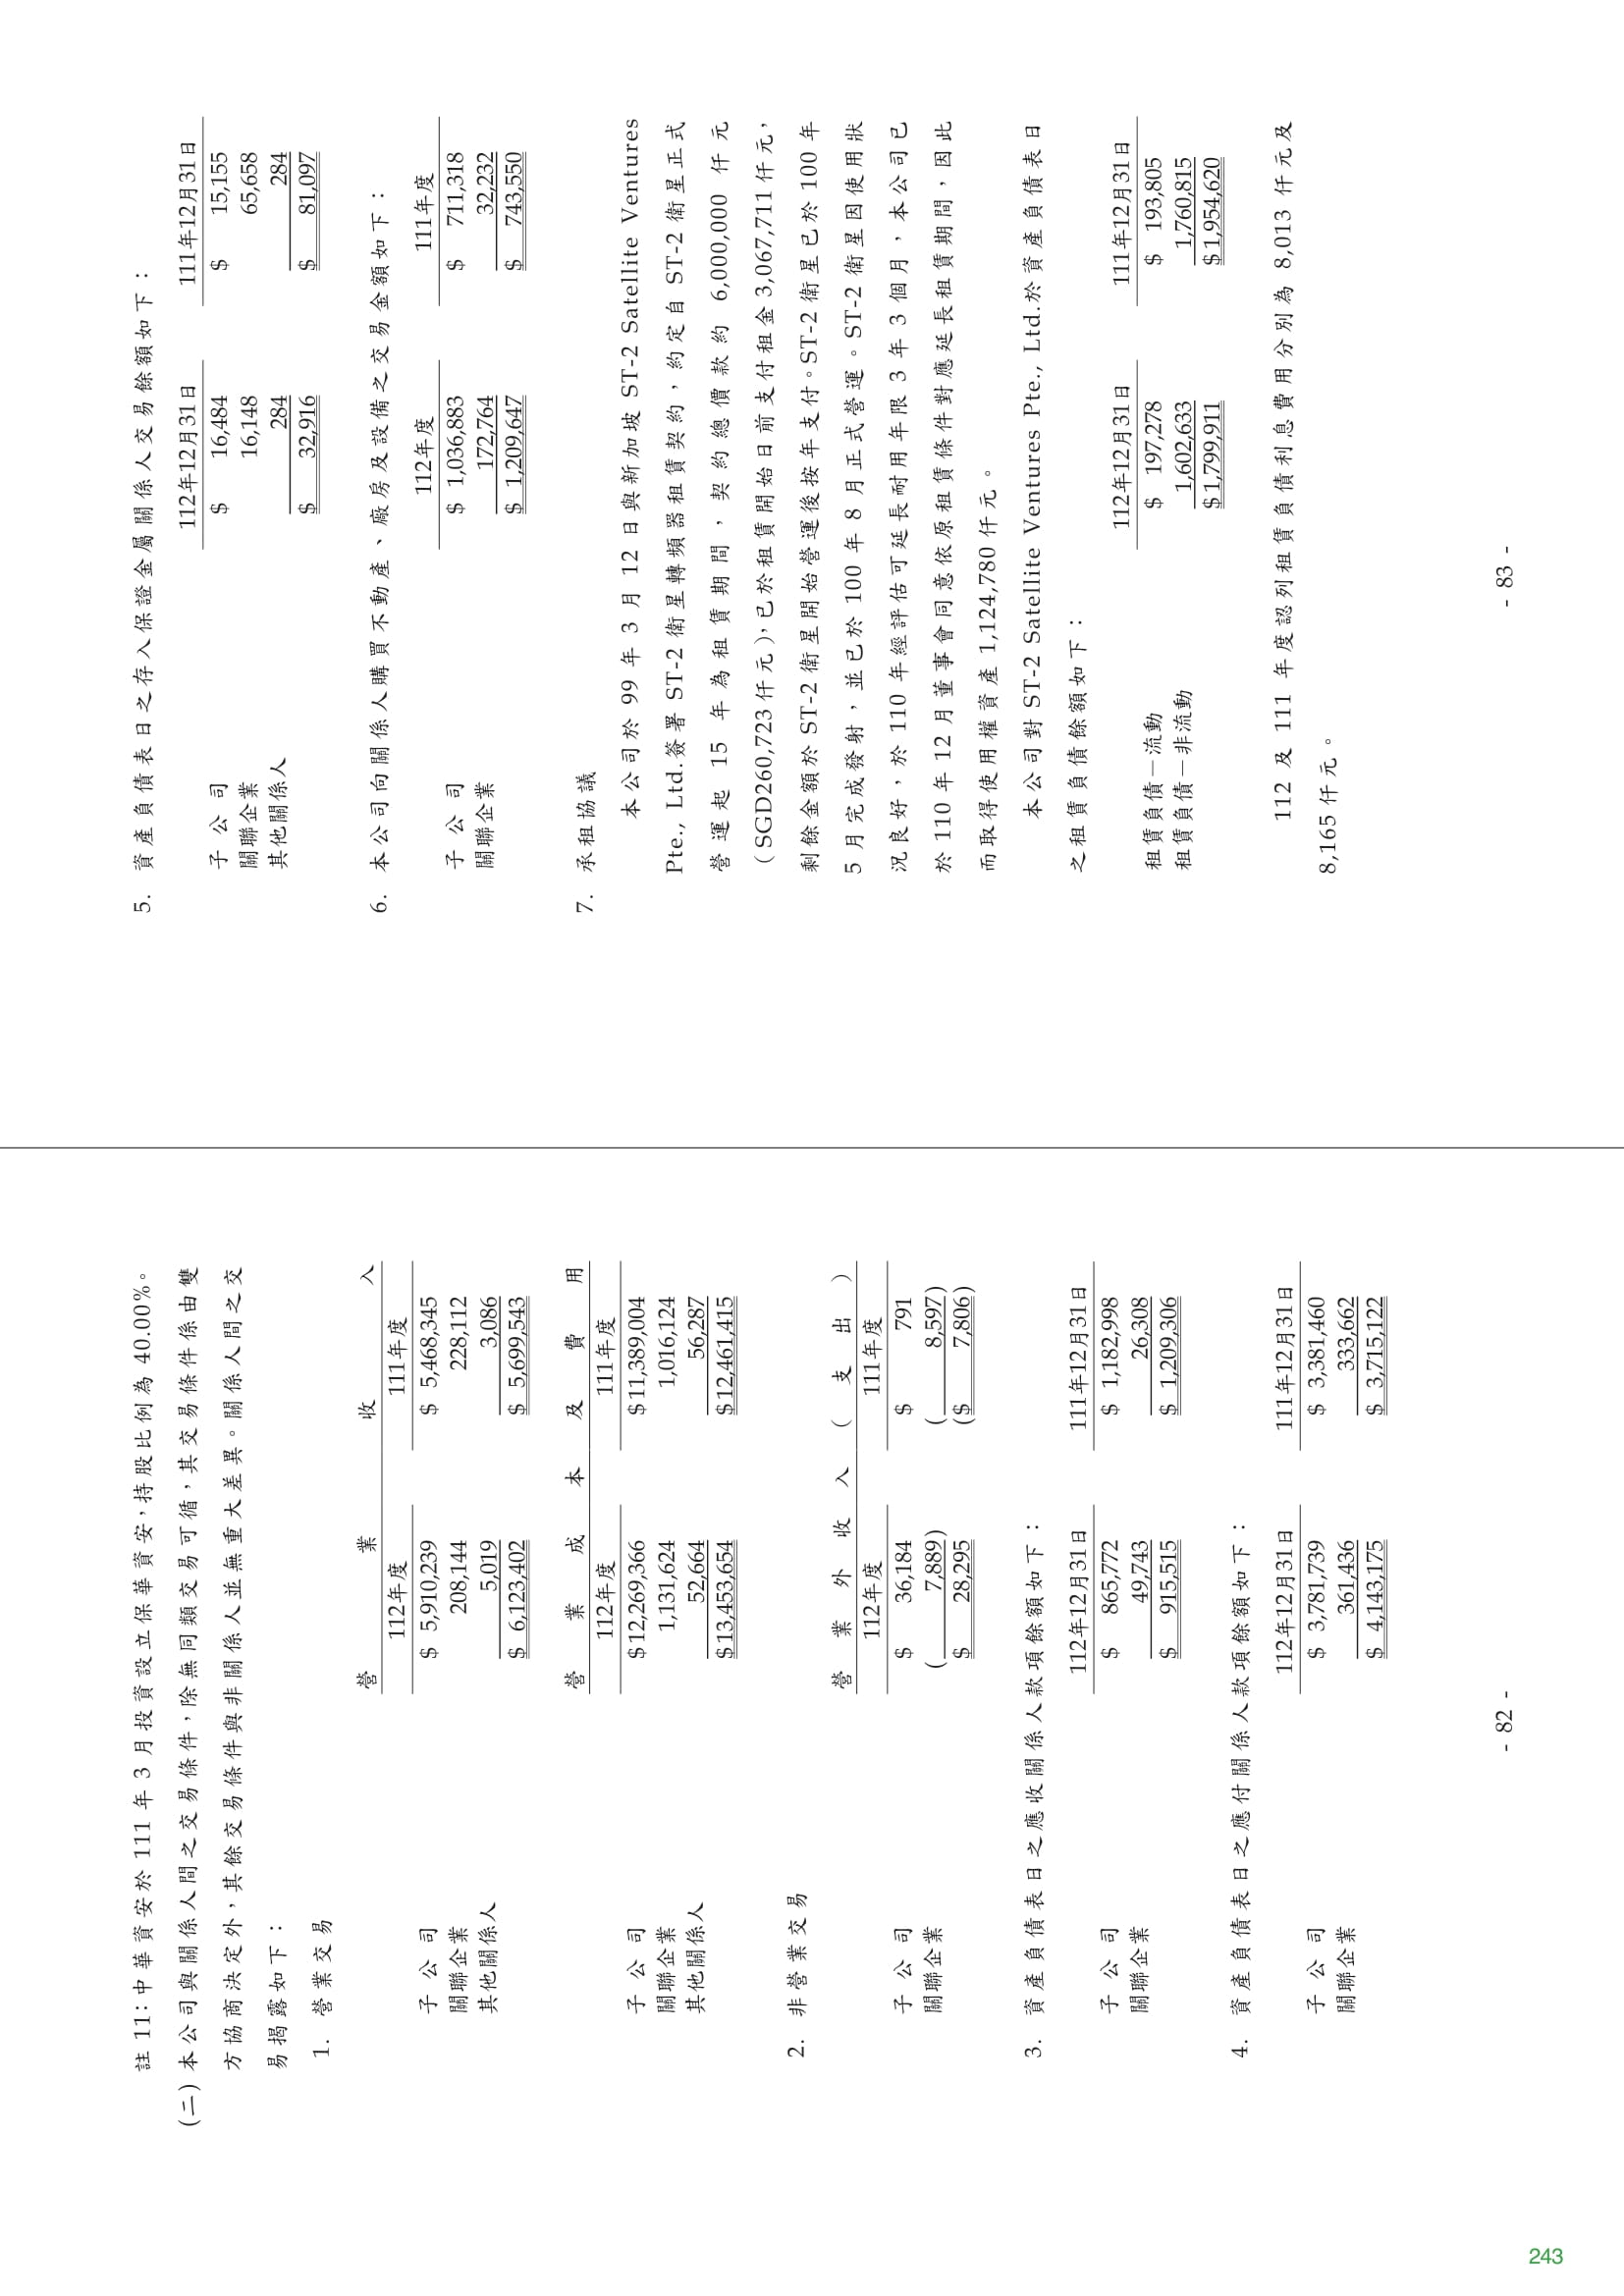 註 11：中華資安於 111 年 3 月投資設立保華資安，持股比例為 40.00%。
(二) 本公司與關係人間之交易條件，除無同類交易可循，其交易條件係由雙
方協商決定外，其餘交易條件與非關係人並無重大差異。關係人間之交
易揭露如下：
1. 營業交易
營業收入
112年度 111年度
子公司 $ 5,910,239 $ 5,468,345
關聯企業 208,144 228,112
其他關係人 5,019 3,086
$ 6,123,402 $ 5,699,543
營業成本及費用
112年度 111年度
子公司 $12,269,366 $11,389,004
關聯企業 1,131,624 1,016,124
其他關係人 52,664 56,287
$13,453,654 $12,461,415
2. 非營業交易
營業外收入（支出）
112年度 111年度
子公司 $ 36,184 $ 791
關聯企業 ( 7,889) ( 8,597)
$ 28,295 ($ 7,806)
3. 資產負債表日之應收關係人款項餘額如下：
112年12月31日 111年12月31日
子公司 $ 865,772 $ 1,182,998
關聯企業 49,743 26,308
$ 915,515 $ 1,209,306
4. 資產負債表日之應付關係人款項餘額如下：
112年12月31日 111年12月31日
子公司 $ 3,781,739 $ 3,381,460
關聯企業 361,436 333,662
$ 4,143,175 $ 3,715,122
- 82 -
5. 資產負債表日之存入保證金屬關係人交易餘額如下：
112年12月31日 111年12月31日
子公司 $ 16,484 $ 15,155
關聯企業 16,148 65,658
其他關係人 284 284
$ 32,916 $ 81,097
6. 本公司向關係人購買不動產、廠房及設備之交易金額如下：
112年度 111年度
子公司 $ 1,036,883 $ 711,318
關聯企業 172,764 32,232
$ 1,209,647 $ 743,550
7. 承租協議
本公司於 99 年 3 月 12 日與新加坡 ST-2 Satellite Ventures
Pte., Ltd.簽署 ST-2 衛星轉頻器租賃契約，約定自 ST-2 衛星正式
營運起 15 年為租賃期間，契約總價款約 6,000,000 仟元
（SGD260,723仟元），已於租賃開始日前支付租金 3,067,711仟元，
剩餘金額於 ST-2 衛星開始營運後按年支付。ST-2 衛星已於 100 年
5 月完成發射，並已於 100 年 8 月正式營運。ST-2 衛星因使用狀
況良好，於 110 年經評估可延長耐用年限 3 年 3 個月，本公司已
於 110 年 12 月董事會同意依原租賃條件對應延長租賃期間，因此
而取得使用權資產 1,124,780 仟元。
本公司對 ST-2 Satellite Ventures Pte., Ltd.於資產負債表日
之租賃負債餘額如下：
112年12月31日 111年12月31日
租賃負債－流動 $ 197,278 $ 193,805
租賃負債－非流動 1,602,633 1,760,815
$1,799,911 $1,954,620
112 及 111 年度認列租賃負債利息費用分別為 8,013 仟元及
8,165 仟元。
- 83 -
243